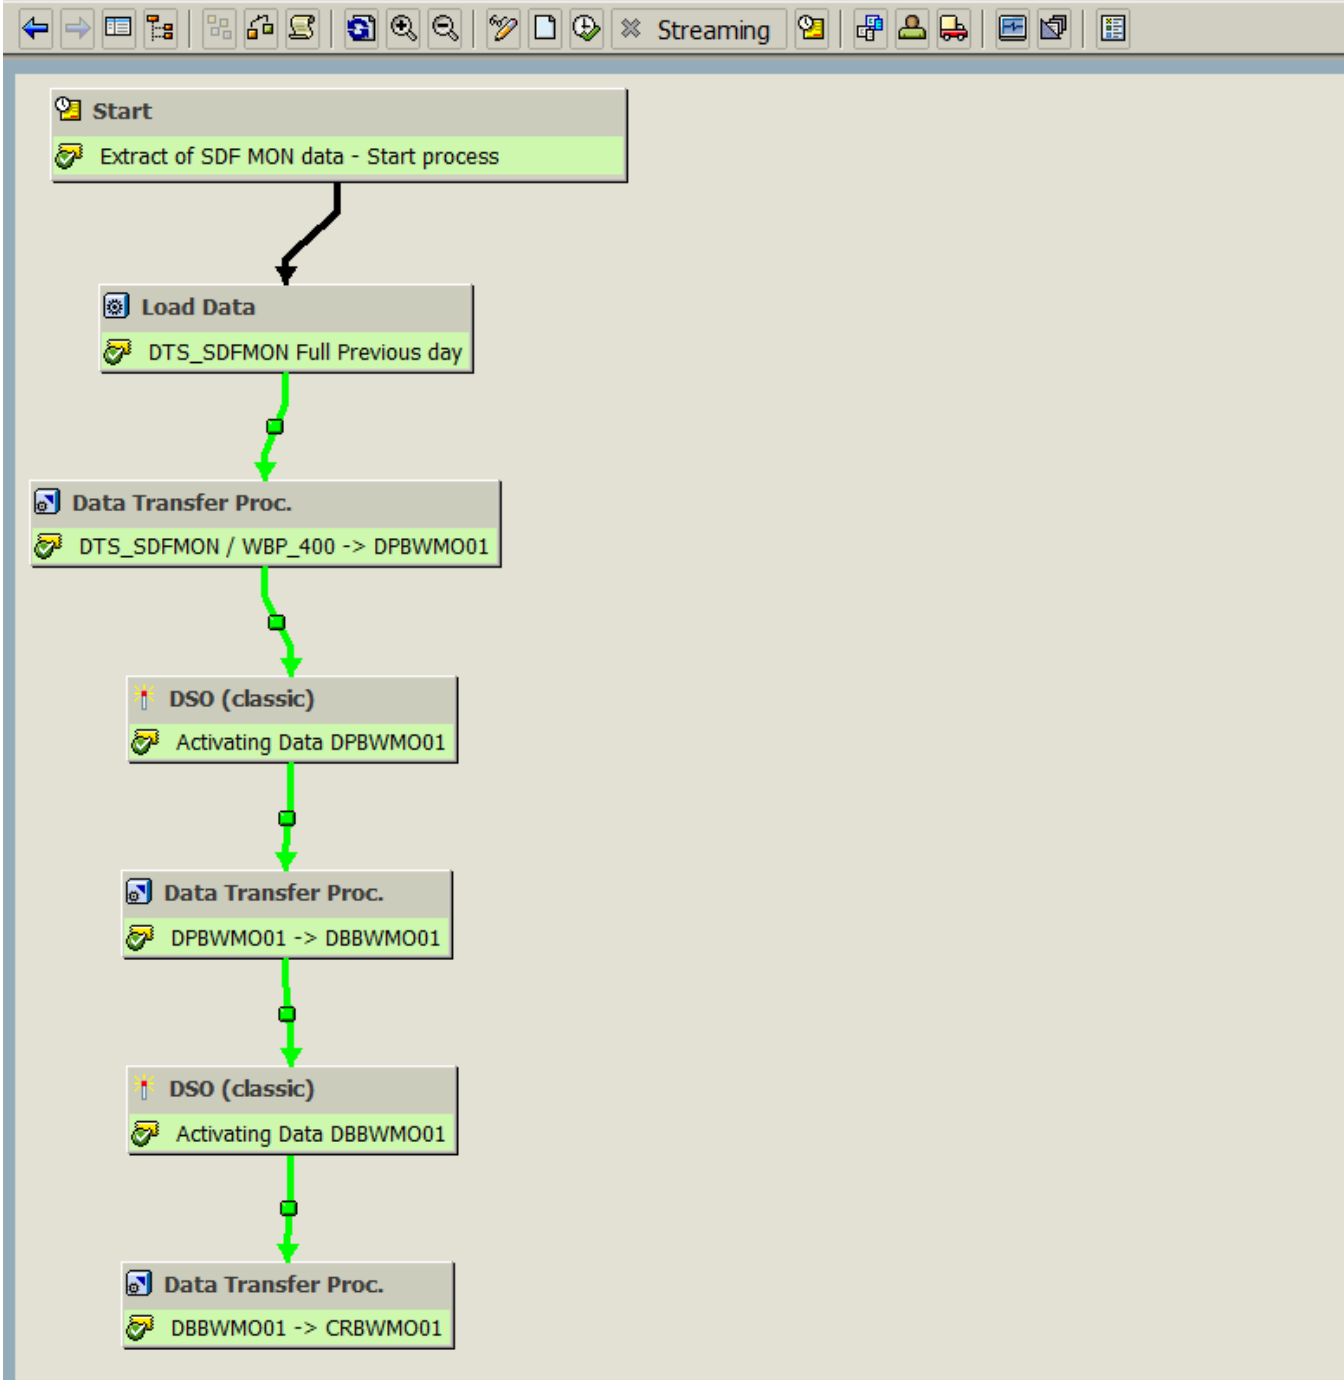 Streaming
Start
Extract of SDF MON data - Start process
Load Data
DTS_SDFMON Full Previous day
Data Transfer Proc.
DTS_SDFMON / WBP_400 -> DPBWMO01
DSO (classic)
Activating Data DPBWMO01
Data Transfer Proc.
DPBWMO01 -> DBBWMO01
DSO (classic)
Activating Data DBBWMO01
Data Transfer Proc.
DBBWMO01 -> CRBWMO01